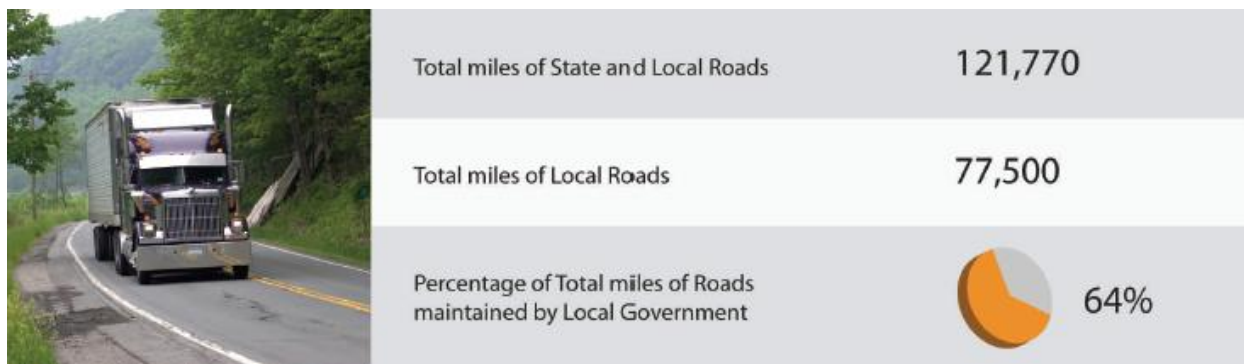 Total miles of State and Local Roads
121,770
Total miles of Local Roads
77,500
Percentage of Total miles of Roads
maintained by Local Government
64%